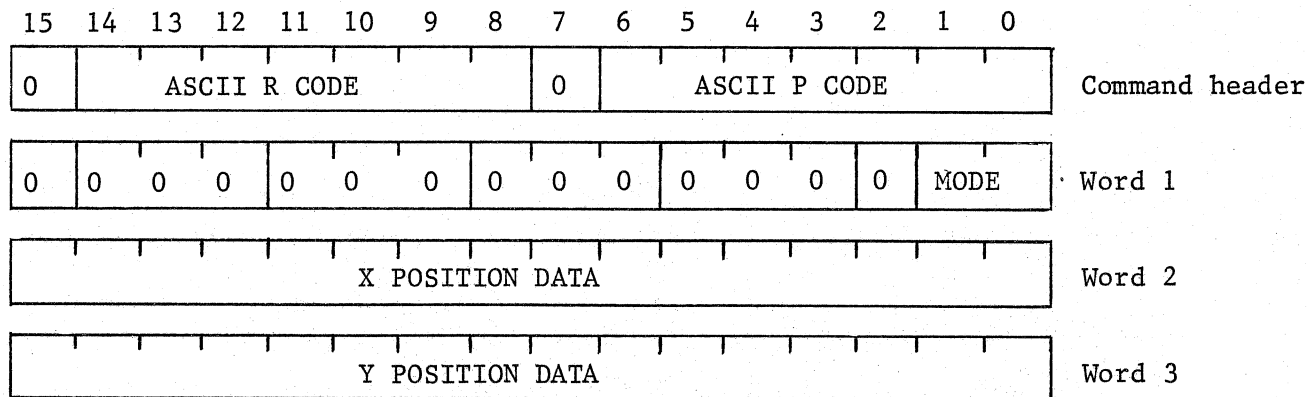 15 14 13 12 11 10 9 8 7 6 5 4 3 2 1 0
0 ASCII R CODE 0 ASCII P CODE Command header
0 0 0 0 0 0 0 0 0 0 0 0 0 0 MODE Word 1
X POSITION DATA Word 2
Y POSITION DATA Word 3